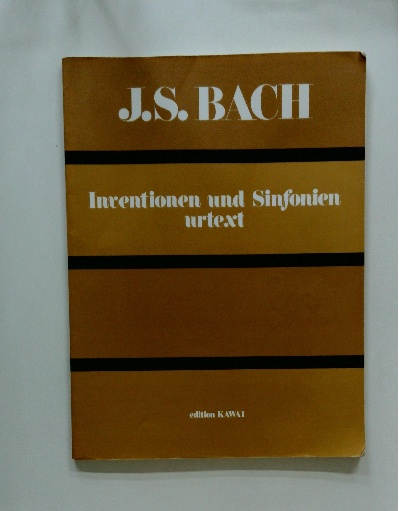 J.S. BACH
Inventionen und Sinfonien
urtext
edition KAWAI